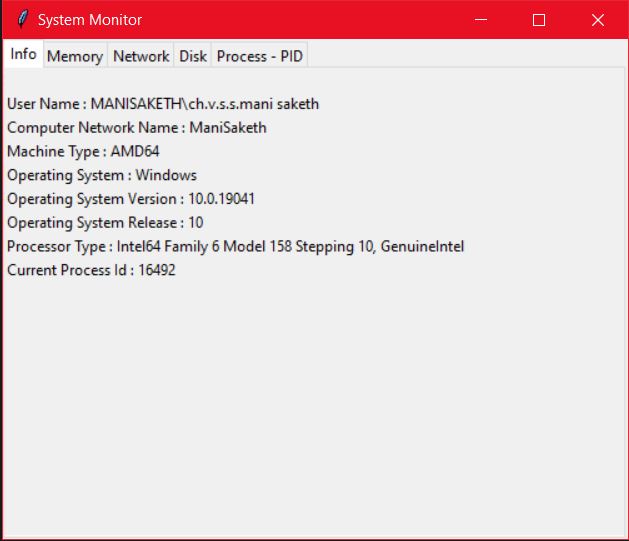 System Monitor
Info Memory Network Disk Process - PID
User Name : MANISAKETH\ch.v.s.s.mani saketh
Computer Network Name : ManiSaketh
Machine Type : AMD64
Operating System : Windows
Operating System Version : 10.0.19041
Operating System Release : 10
Processor Type : Intel64 Family 6 Model 158 Stepping 10, GenuineIntel
Current Process Id : 16492